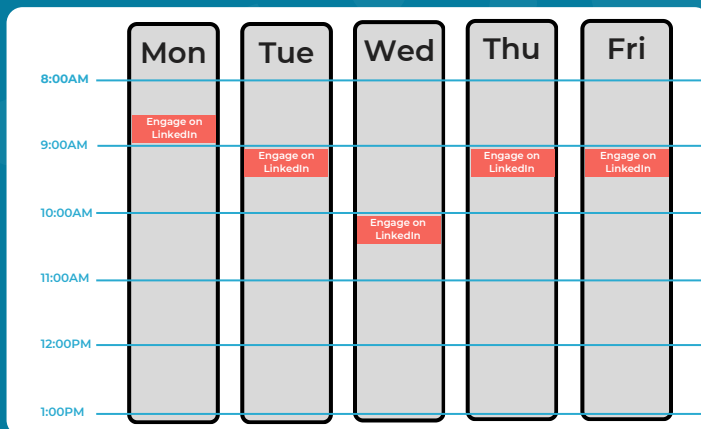 Mon Tue Wed Thu Fri
8:00AM
Engage on
LinkedIn
9:00AM
Engage on
LinkedIn
Engage on
LinkedIn
Engage on
LinkedIn
10:00AM
Engage on
LinkedIn
11:00AM
12:00PM
1:00PM